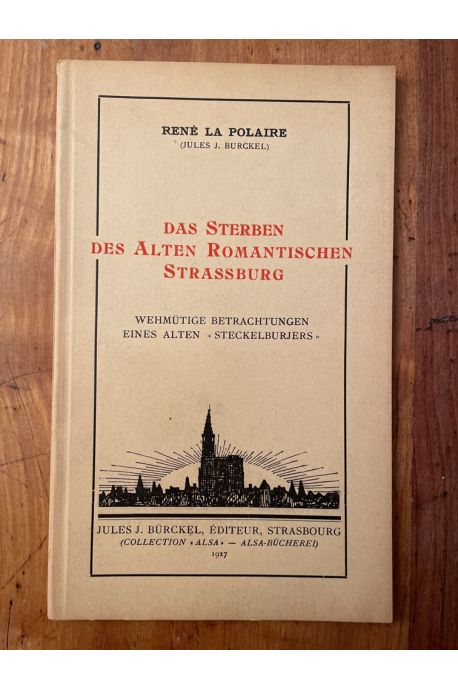 RENÉ LA POLAIRE
(JULES J. BURCKEL)
DAS STERBEN
DES ALTEN ROMANTISCHEN
STRASSBURG
WEHMÜTIGE BETRACHTUNGEN
EINES ALTEN « STECKELBURJERS »
JULES J. BÜRCKEL, ÉDITEUR, STRASBOURG
(COLLECTION « ALSA » — ALSA-BÜCHEREI)
1927